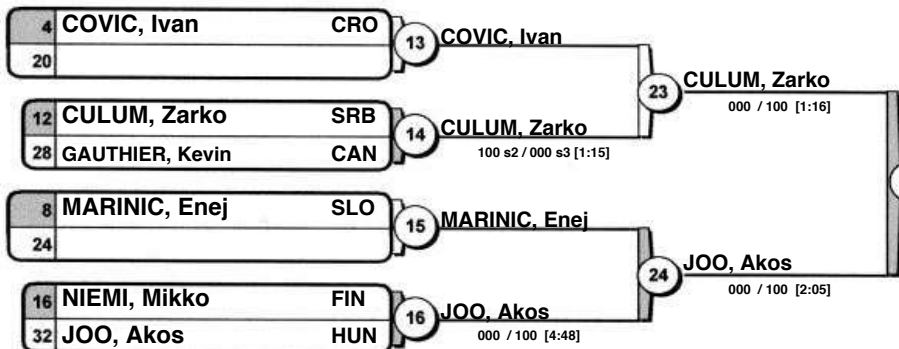 4 COVIC, Ivan CRO
20
13 COVIC, Ivan
12 CULUM, Zarko SRB
28 GAUTHIER, Kevin CAN
14 CULUM, Zarko
100 s2 / 000 s3 [1:15]
23 CULUM, Zarko
000 / 100 [1:16]
8 MARINIC, Enej SLO
24
15 MARINIC, Enej
16 NIEMI, Mikko FIN
32 JOO, Akos HUN
16 JOO, Akos
000 / 100 [4:48]
24 JOO, Akos
000 / 100 [2:05]